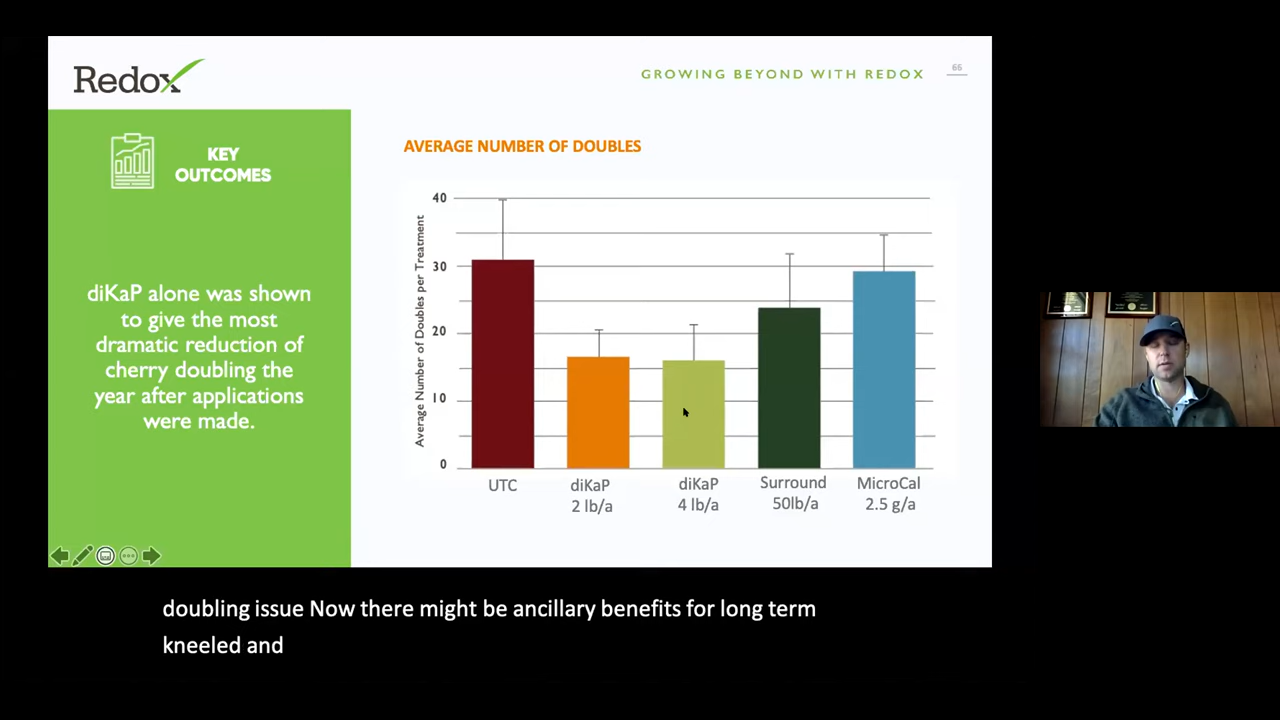 Redox
GROWING BEYOND WITH REDOX
66
KEY
OUTCOMES
diKaP alone was shown
to give the most
dramatic reduction of
cherry doubling the
year after applications
were made.
AVERAGE NUMBER OF DOUBLES
Average Number of Doubles per Treatment
40
30
20
10
0
UTC
diKaP
2 lb/a
diKaP
4 lb/a
Surround
50lb/a
MicroCal
2.5 g/a
doubling issue Now there might be ancillary benefits for long term
kneeled and